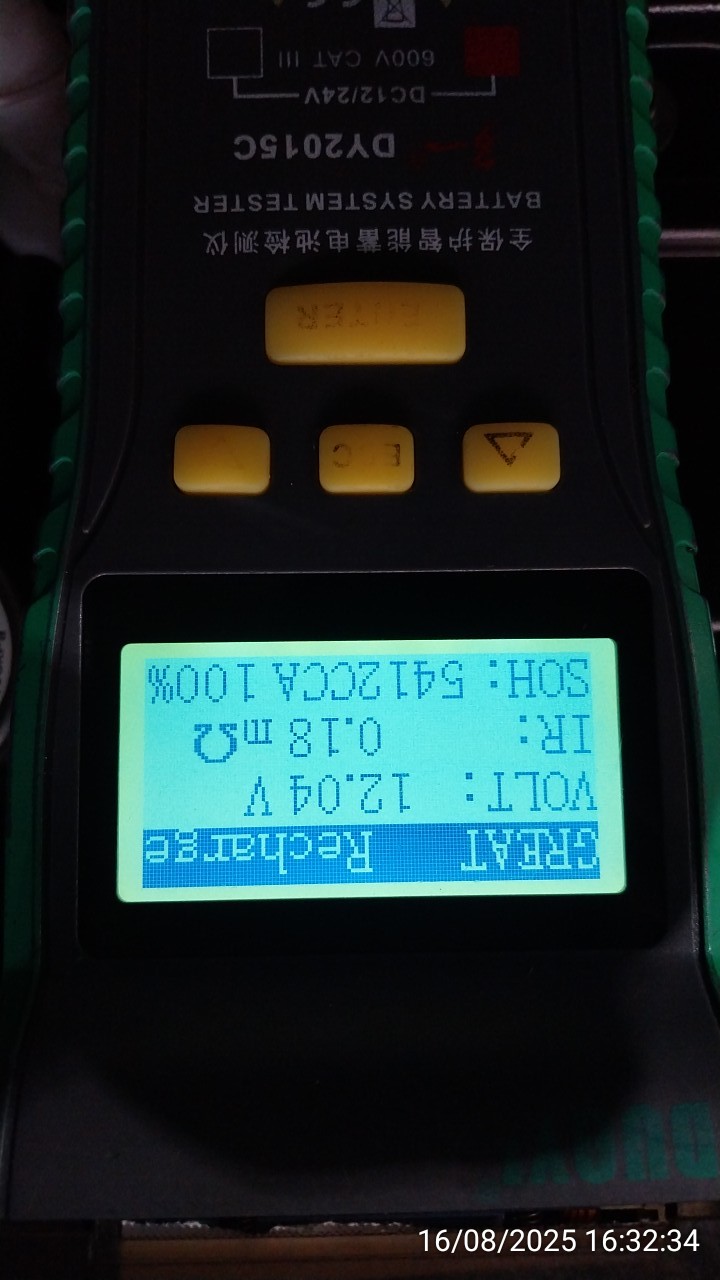 GREAT Recharge
VOLT: 12.04 V
IR: 0.18 mΩ
SOH: 5412CCA 100%
E C
ENTER
全保护智能蓄电池检测仪
BATTERY SYSTEM TESTER
DY2015C
DC12/24V
600V CAT III
16/08/2025 16:32:34